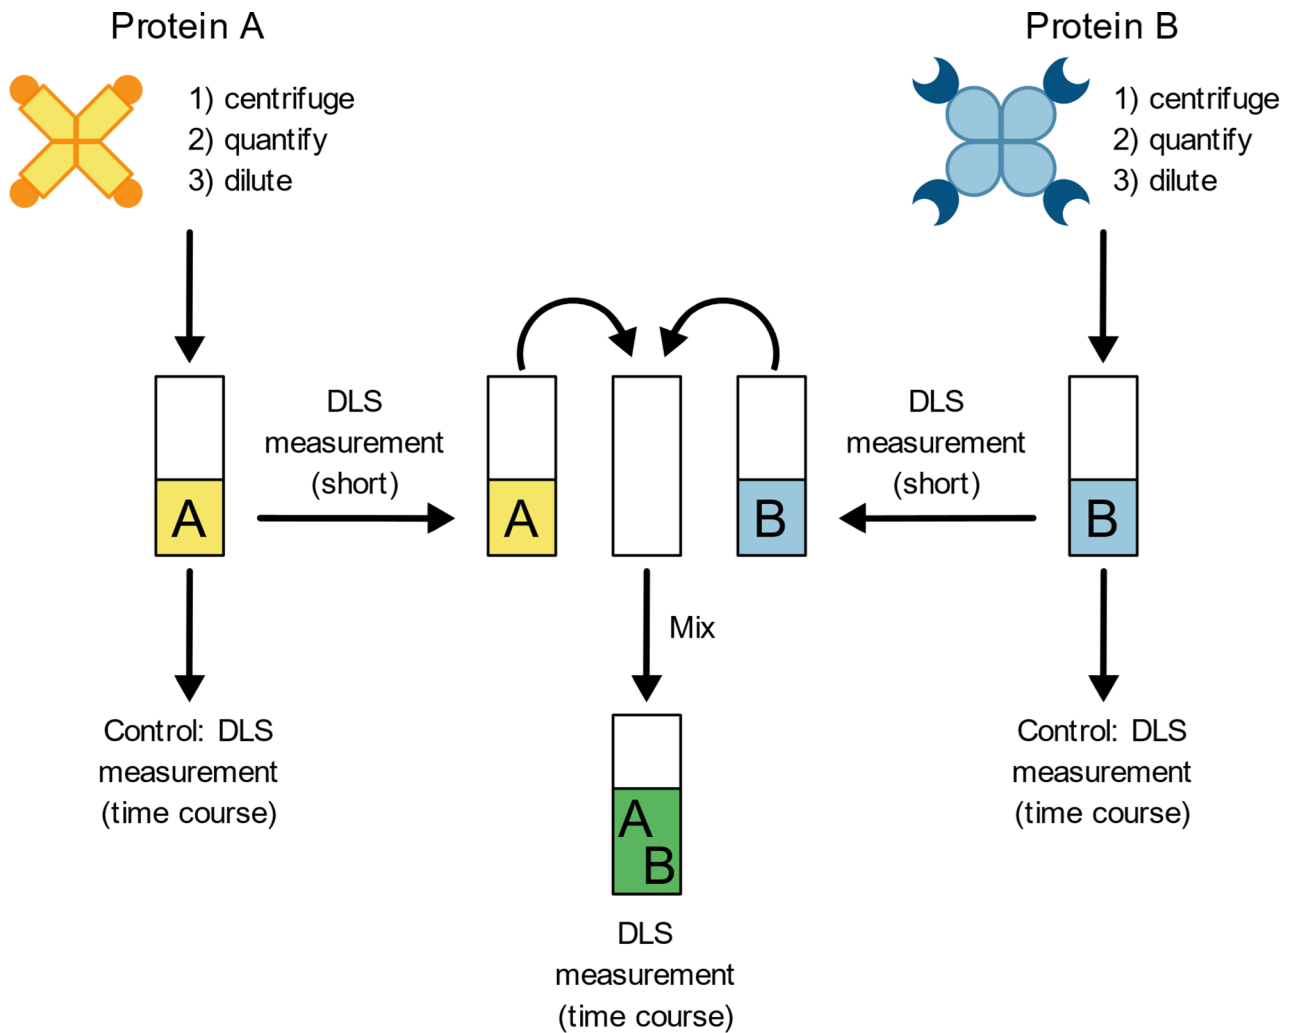 Protein A
1) centrifuge
2) quantify
3) dilute
Protein B
1) centrifuge
2) quantify
3) dilute
A
DLS
measurement
(short)
A
B
DLS
measurement
(short)
B
Mix
Control: DLS
measurement
(time course)
A
B
DLS
measurement
(time course)
Control: DLS
measurement
(time course)